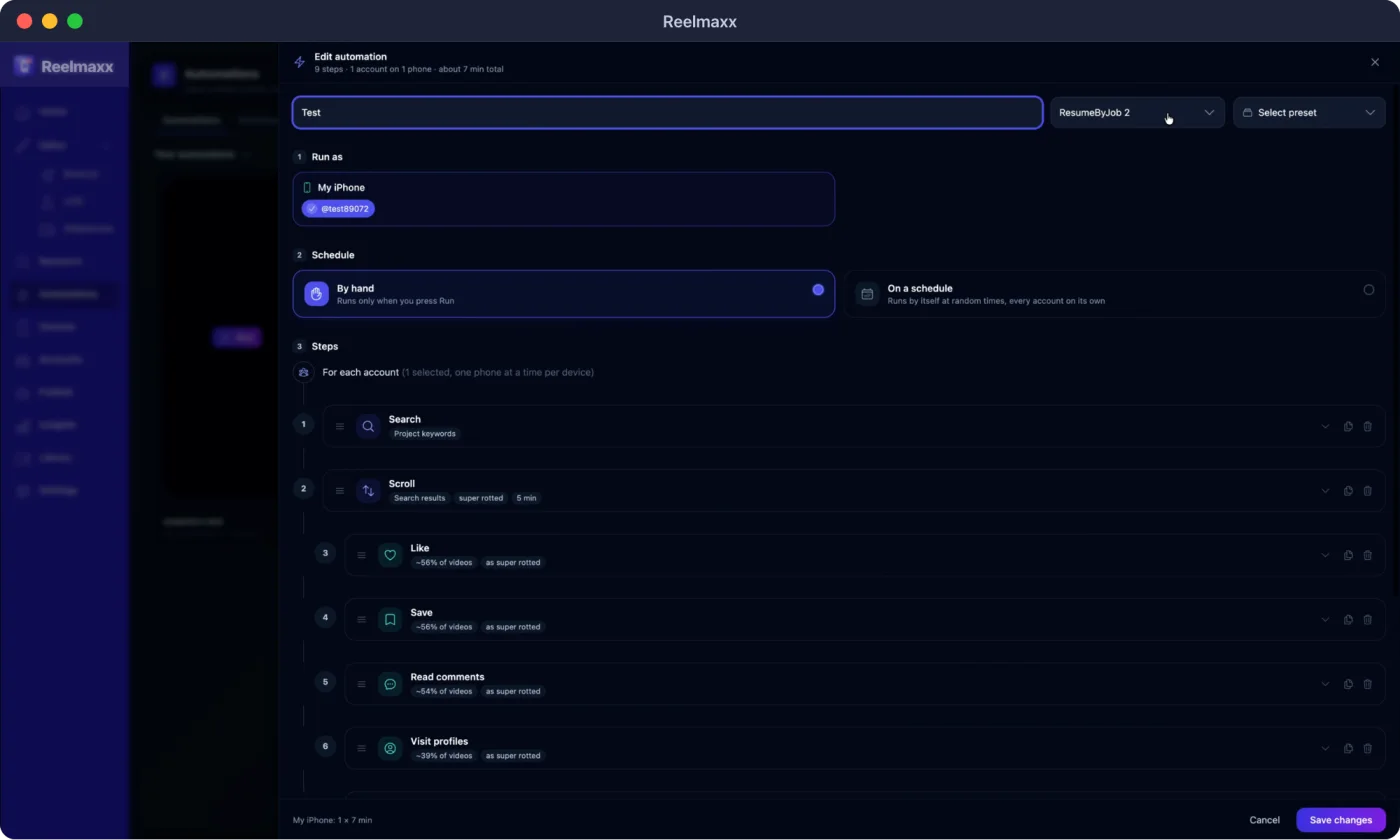 Reelmaxx
Reelmaxx
Edit automation
9 steps · 1 account on 1 phone · about 7 min total
Test
ResumeByJob 2
Select preset
1 Run as
My iPhone
@test89072
2 Schedule
By hand
Runs only when you press Run
On a schedule
Runs by itself at random times, every account on its own
3 Steps
For each account (1 selected, one phone at a time per device)
1
Search
Project keywords
2
Scroll
Search results super rotted 5 min
3
Like
~56% of videos as super rotted
4
Save
~56% of videos as super rotted
5
Read comments
~54% of videos as super rotted
6
Visit profiles
~39% of videos as super rotted
My iPhone: 1 × 7 min
Cancel
Save changes